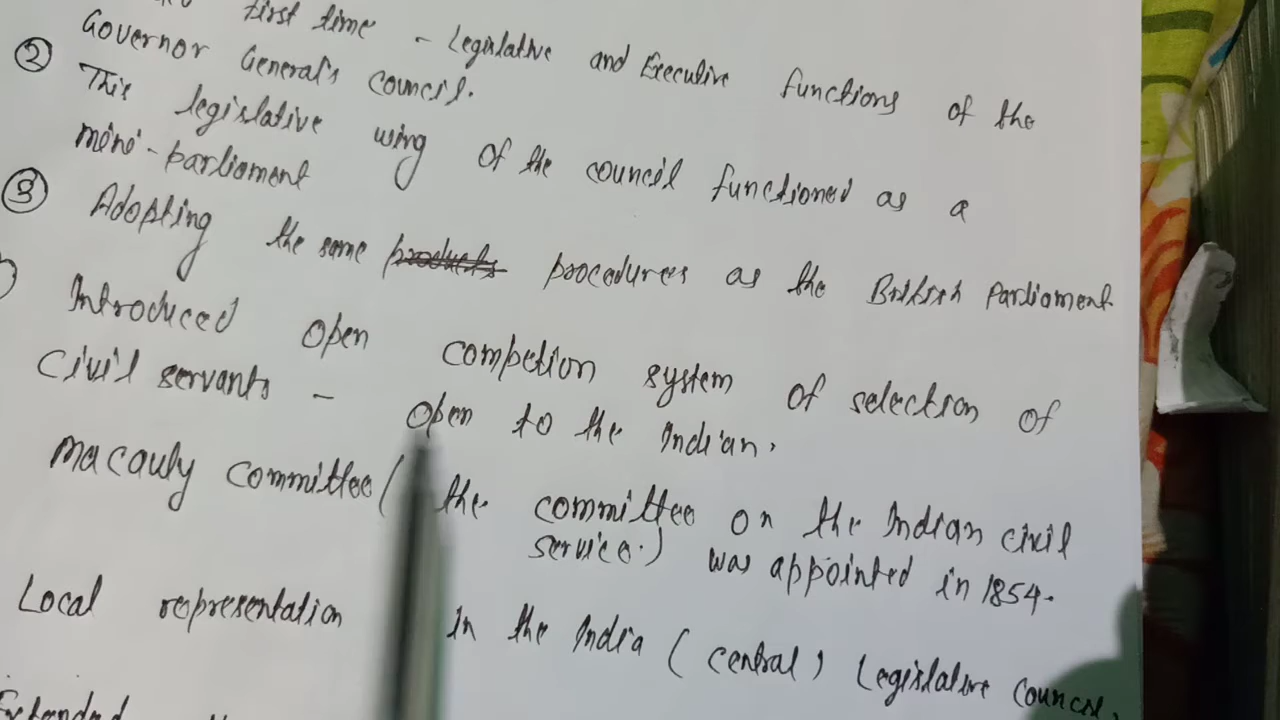 First time - Legislative and Executive functions of the
Governor General's council.
② This legislative wing of the council functioned as a
mini-parliament
③ Adopting the same products procedures as the British Parliament
Introduced open competion system of selection of
Civil servants - open to the Indian.
Macauly committee ( the committee on the Indian civil
service.) was appointed in 1854.
Local representation in the India (central) Legislative Council.
Extended